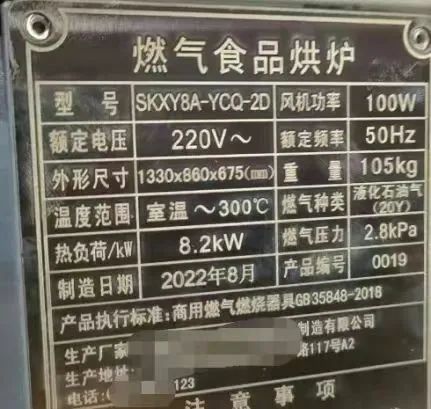 燃气食品烘炉
型 号 SKXY8A-YCQ-2D 风机功率 100W
额定电压 220V～ 额定频率 50Hz
外形尺寸 1330x860x675(mm) 重 量 105kg
温度范围 室温～300℃ 燃气种类 液化石油气
(20Y)
热负荷/kW 8.2kW 燃气压力 2.8kPa
制造日期 2022年8月 产品编号 0019
产品执行标准: 商用燃气燃烧器具GB35848-2018
生产厂家 制造有限公司
生产地址: 路117号A2
电话: 123
注意事项